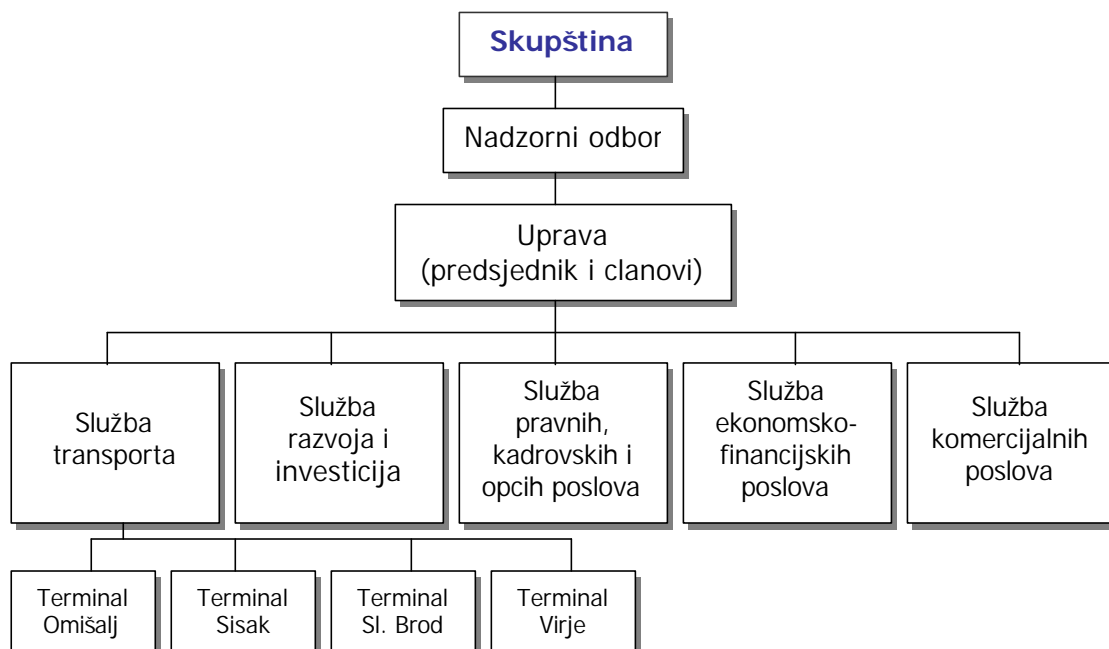 Skupština
Nadzorni odbor
Uprava
(predsjednik i clanovi)
Služba
transporta
Služba
razvoja i
investicija
Služba
pravnih,
kadrovskih i
opcih poslova
Služba
ekonomsko-
financijskih
poslova
Služba
komercijalnih
poslova
Terminal
Omišalj
Terminal
Sisak
Terminal
Sl. Brod
Terminal
Virje